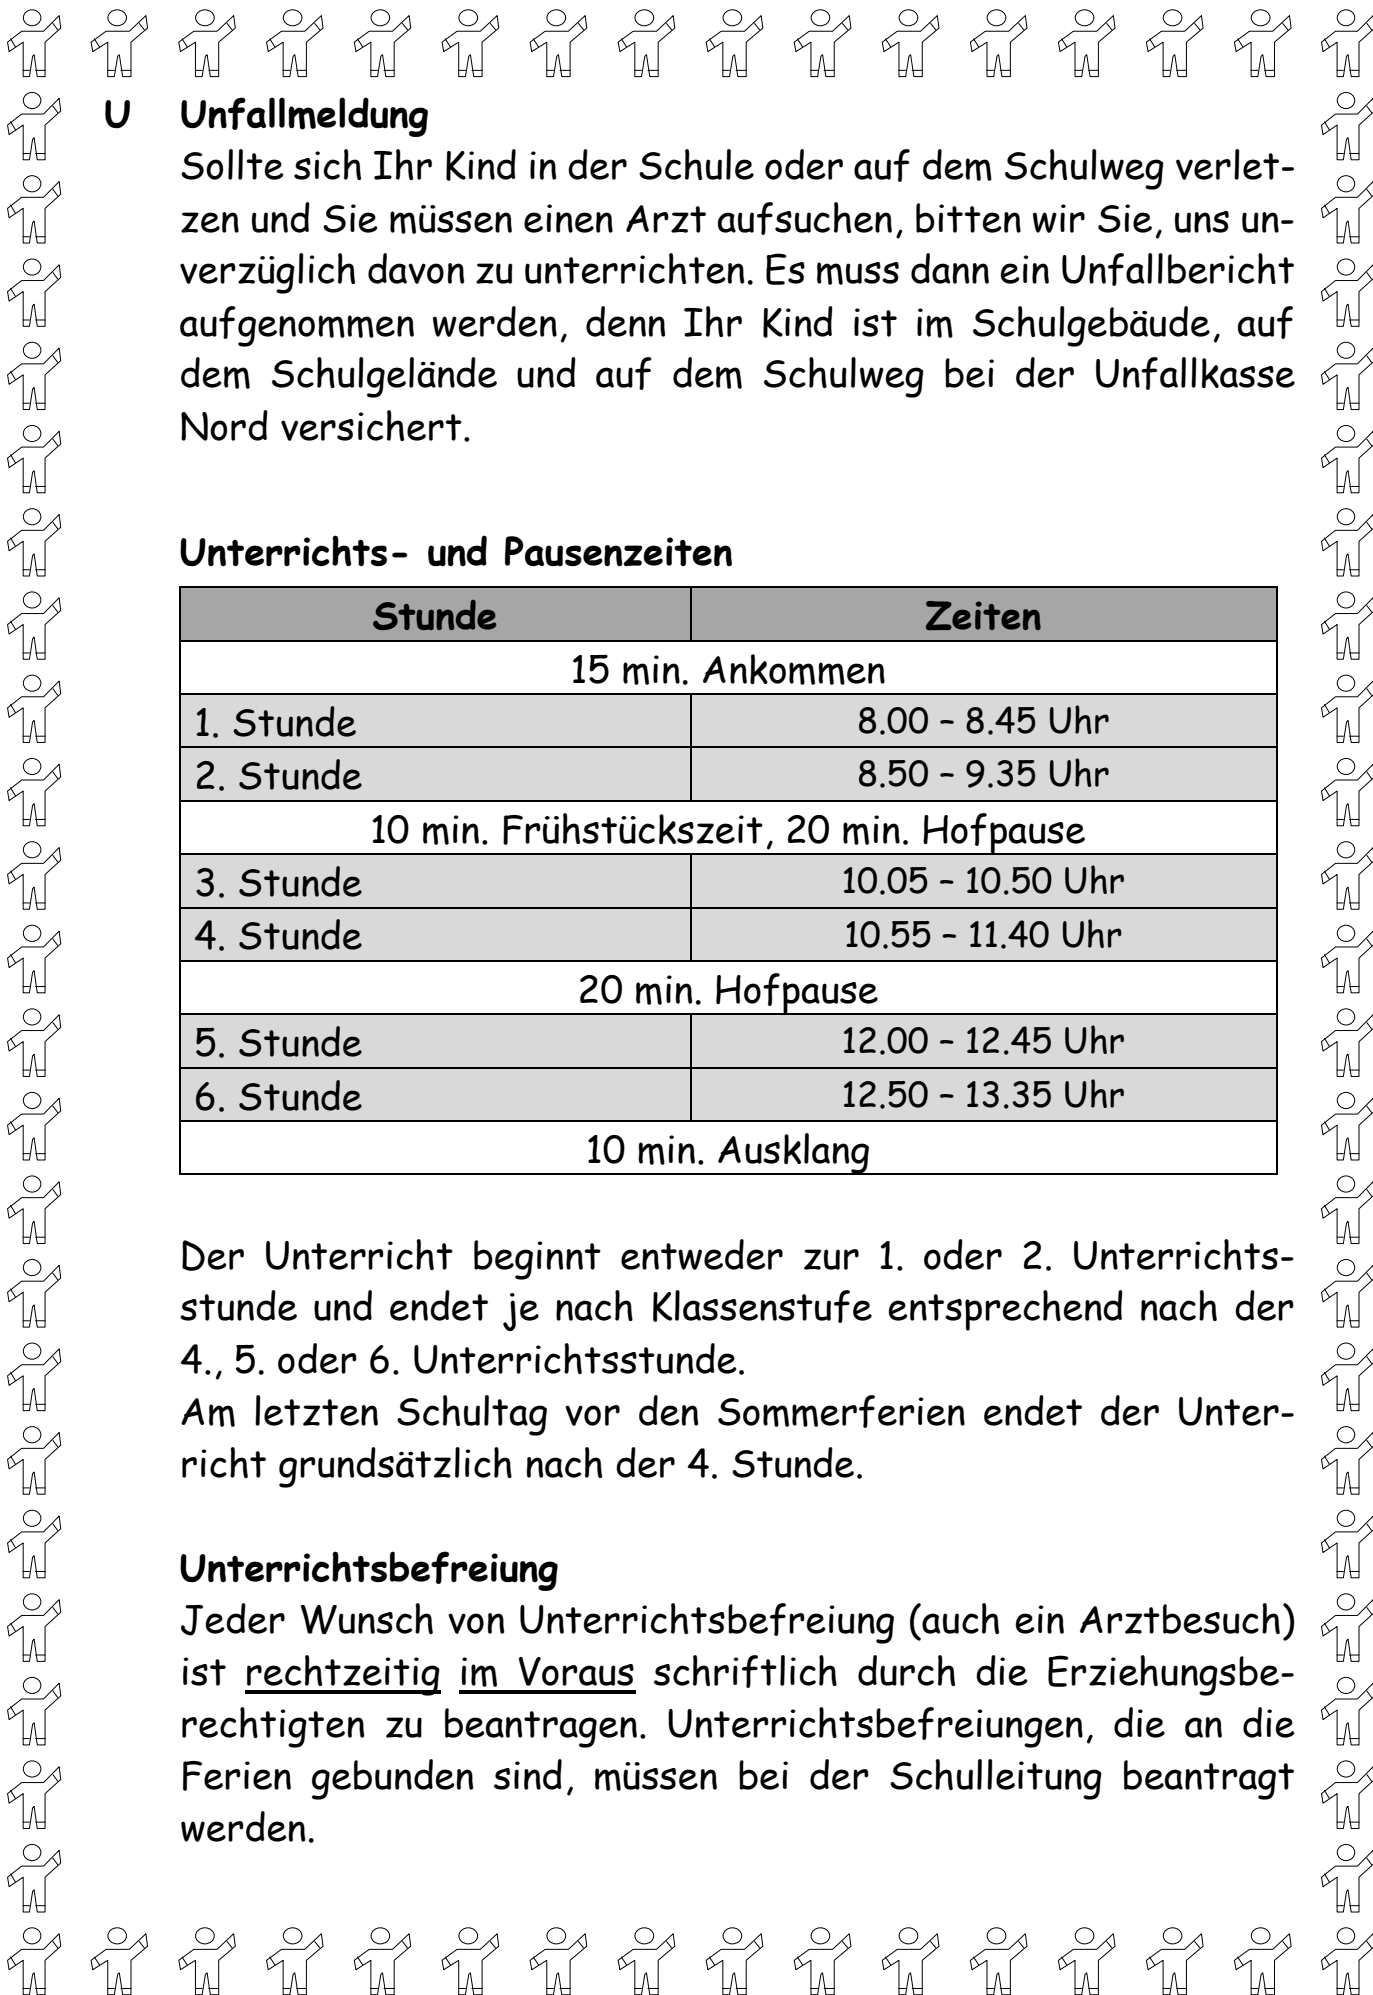 U Unfallmeldung
Sollte sich Ihr Kind in der Schule oder auf dem Schulweg verlet-
zen und Sie müssen einen Arzt aufsuchen, bitten wir Sie, uns un-
verzüglich davon zu unterrichten. Es muss dann ein Unfallbericht
aufgenommen werden, denn Ihr Kind ist im Schulgebäude, auf
dem Schulgelände und auf dem Schulweg bei der Unfallkasse
Nord versichert.
Unterrichts- und Pausenzeiten
Stunde Zeiten
15 min. Ankommen
1. Stunde 8.00 – 8.45 Uhr
2. Stunde 8.50 – 9.35 Uhr
10 min. Frühstückszeit, 20 min. Hofpause
3. Stunde 10.05 – 10.50 Uhr
4. Stunde 10.55 – 11.40 Uhr
20 min. Hofpause
5. Stunde 12.00 – 12.45 Uhr
6. Stunde 12.50 – 13.35 Uhr
10 min. Ausklang
Der Unterricht beginnt entweder zur 1. oder 2. Unterrichts-
stunde und endet je nach Klassenstufe entsprechend nach der
4., 5. oder 6. Unterrichtsstunde.
Am letzten Schultag vor den Sommerferien endet der Unter-
richt grundsätzlich nach der 4. Stunde.
Unterrichtsbefreiung
Jeder Wunsch von Unterrichtsbefreiung (auch ein Arztbesuch)
ist rechtzeitig im Voraus schriftlich durch die Erziehungsbe-
rechtigten zu beantragen. Unterrichtsbefreiungen, die an die
Ferien gebunden sind, müssen bei der Schulleitung beantragt
werden.